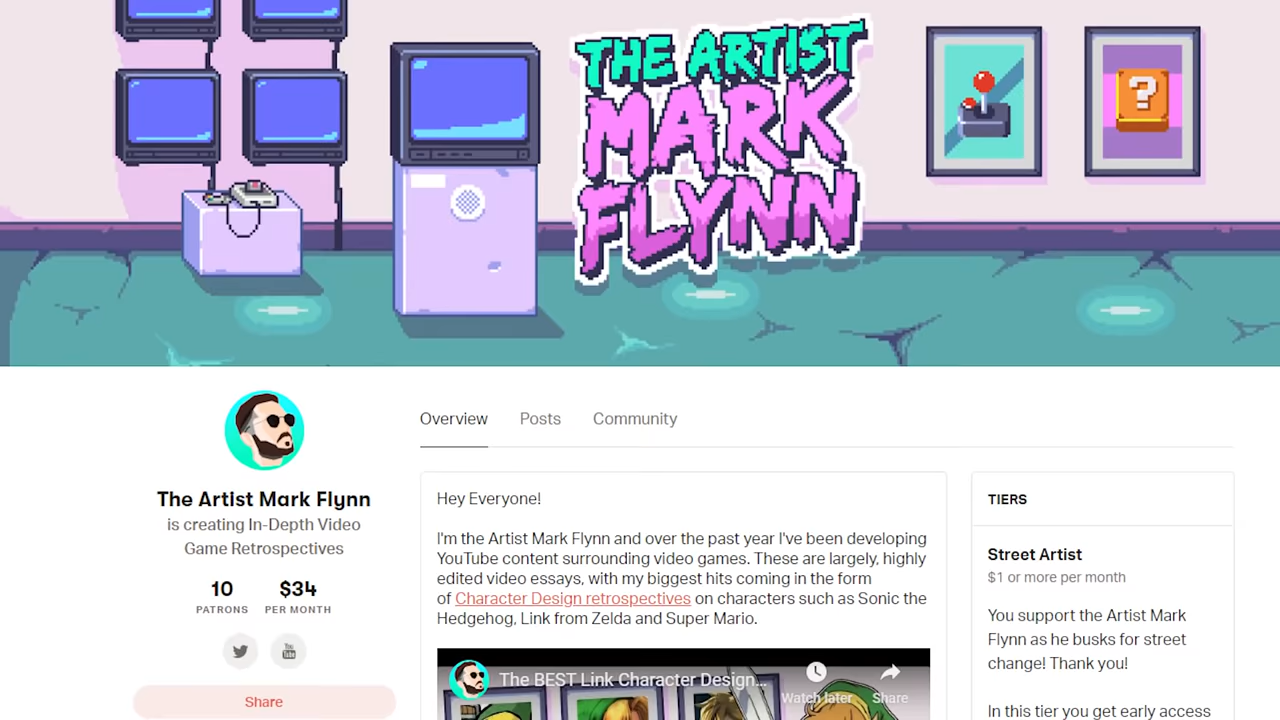 THE ARTIST
MARK
FLYNN
?
Overview
Posts
Community
The Artist Mark Flynn
is creating In-Depth Video
Game Retrospectives
10
$34
PATRONS
PER MONTH
You
Tube
Share
Hey Everyone!
I'm the Artist Mark Flynn and over the past year I've been developing
YouTube content surrounding video games. These are largely, highly
edited video essays, with my biggest hits coming in the form
of Character Design retrospectives on characters such as Sonic the
Hedgehog, Link from Zelda and Super Mario.
The BEST Link Character Design...
Watch later
Share
TIERS
Street Artist
$1 or more per month
You support the Artist Mark
Flynn as he busks for street
change! Thank you!
In this tier you get early access